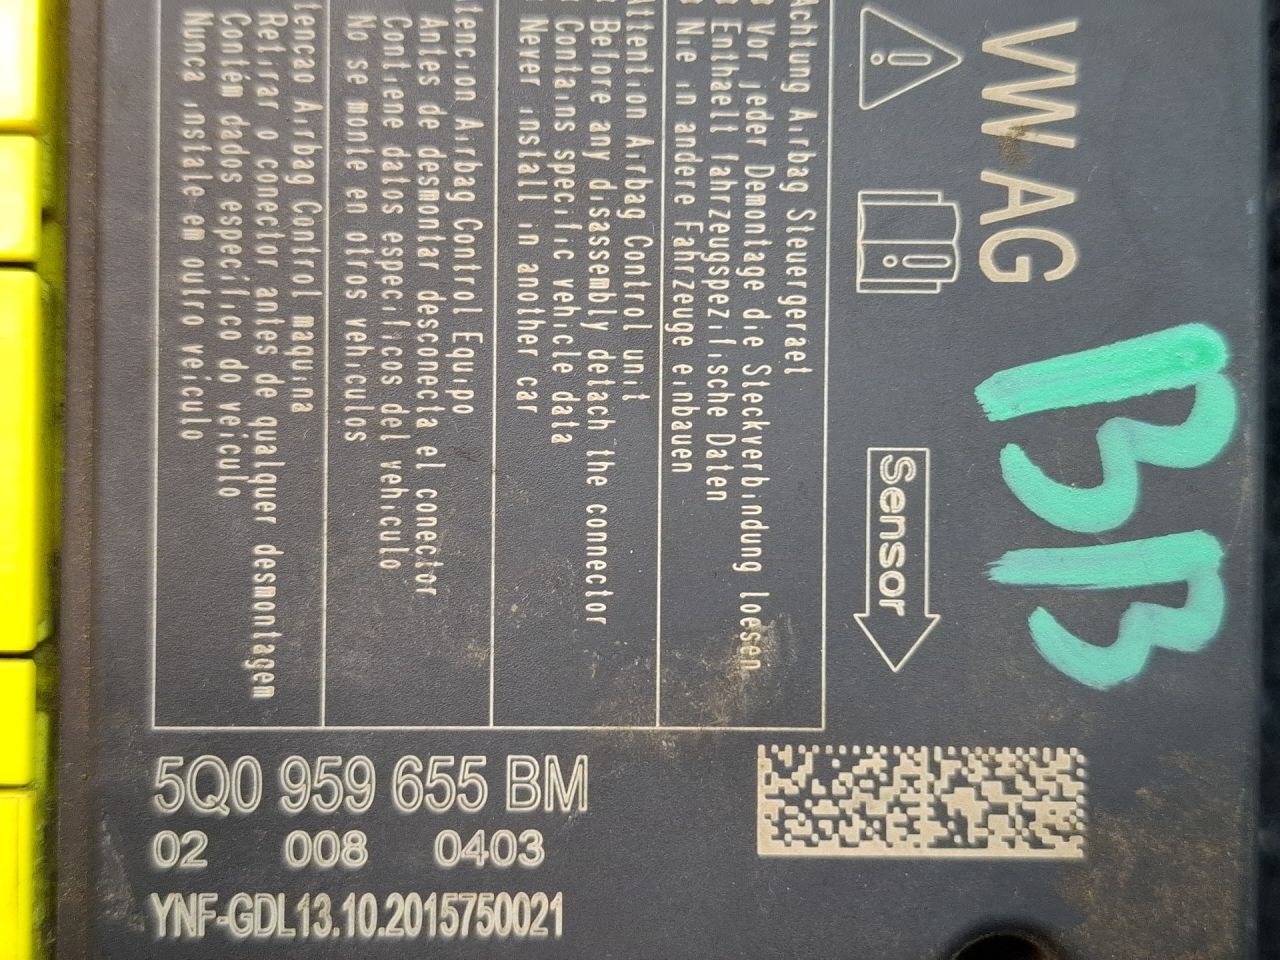 VW AG
BB
Sensor
Achtung Airbag Steuergeraet
Vor jeder Demontage die Steckverbindung loesen
Enthaelt fahrzeugspezifische Daten
Nie in andere Fahrzeuge einbauen
Attention Airbag Control unit
Before any disassembly detach the connector
Contains specific vehicle data
Never install in another car
tencion Airbag Control Equipo
Antes de desmontar desconecta el conector
Contiene datos especificos del vehiculo
No se monte en otros vehiculos
tencao Airbag Control maquina
Retirar o conector antes de qualquer desmontagem
Contém dados especifico do veiculo
Nunca instale em outro veiculo
5Q0 959 655 BM
02 008 0403
YNF-GDL13.10.2015750021